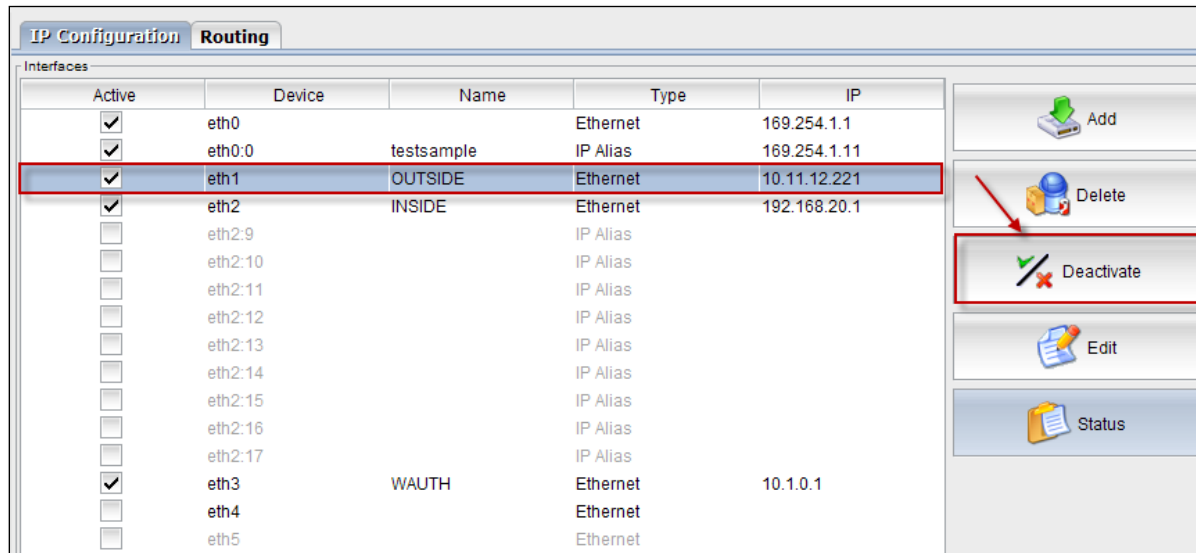 IP Configuration Routing
Interfaces
Active Device Name Type IP
eth0 Ethernet 169.254.1.1
eth0:0 testsample IP Alias 169.254.1.11
eth1 OUTSIDE Ethernet 10.11.12.221
eth2 INSIDE Ethernet 192.168.20.1
eth2:9 IP Alias
eth2:10 IP Alias
eth2:11 IP Alias
eth2:12 IP Alias
eth2:13 IP Alias
eth2:14 IP Alias
eth2:15 IP Alias
eth2:16 IP Alias
eth2:17 IP Alias
eth3 WAUTH Ethernet 10.1.0.1
eth4 Ethernet
eth5 Ethernet
Add
Delete
Deactivate
Edit
Status